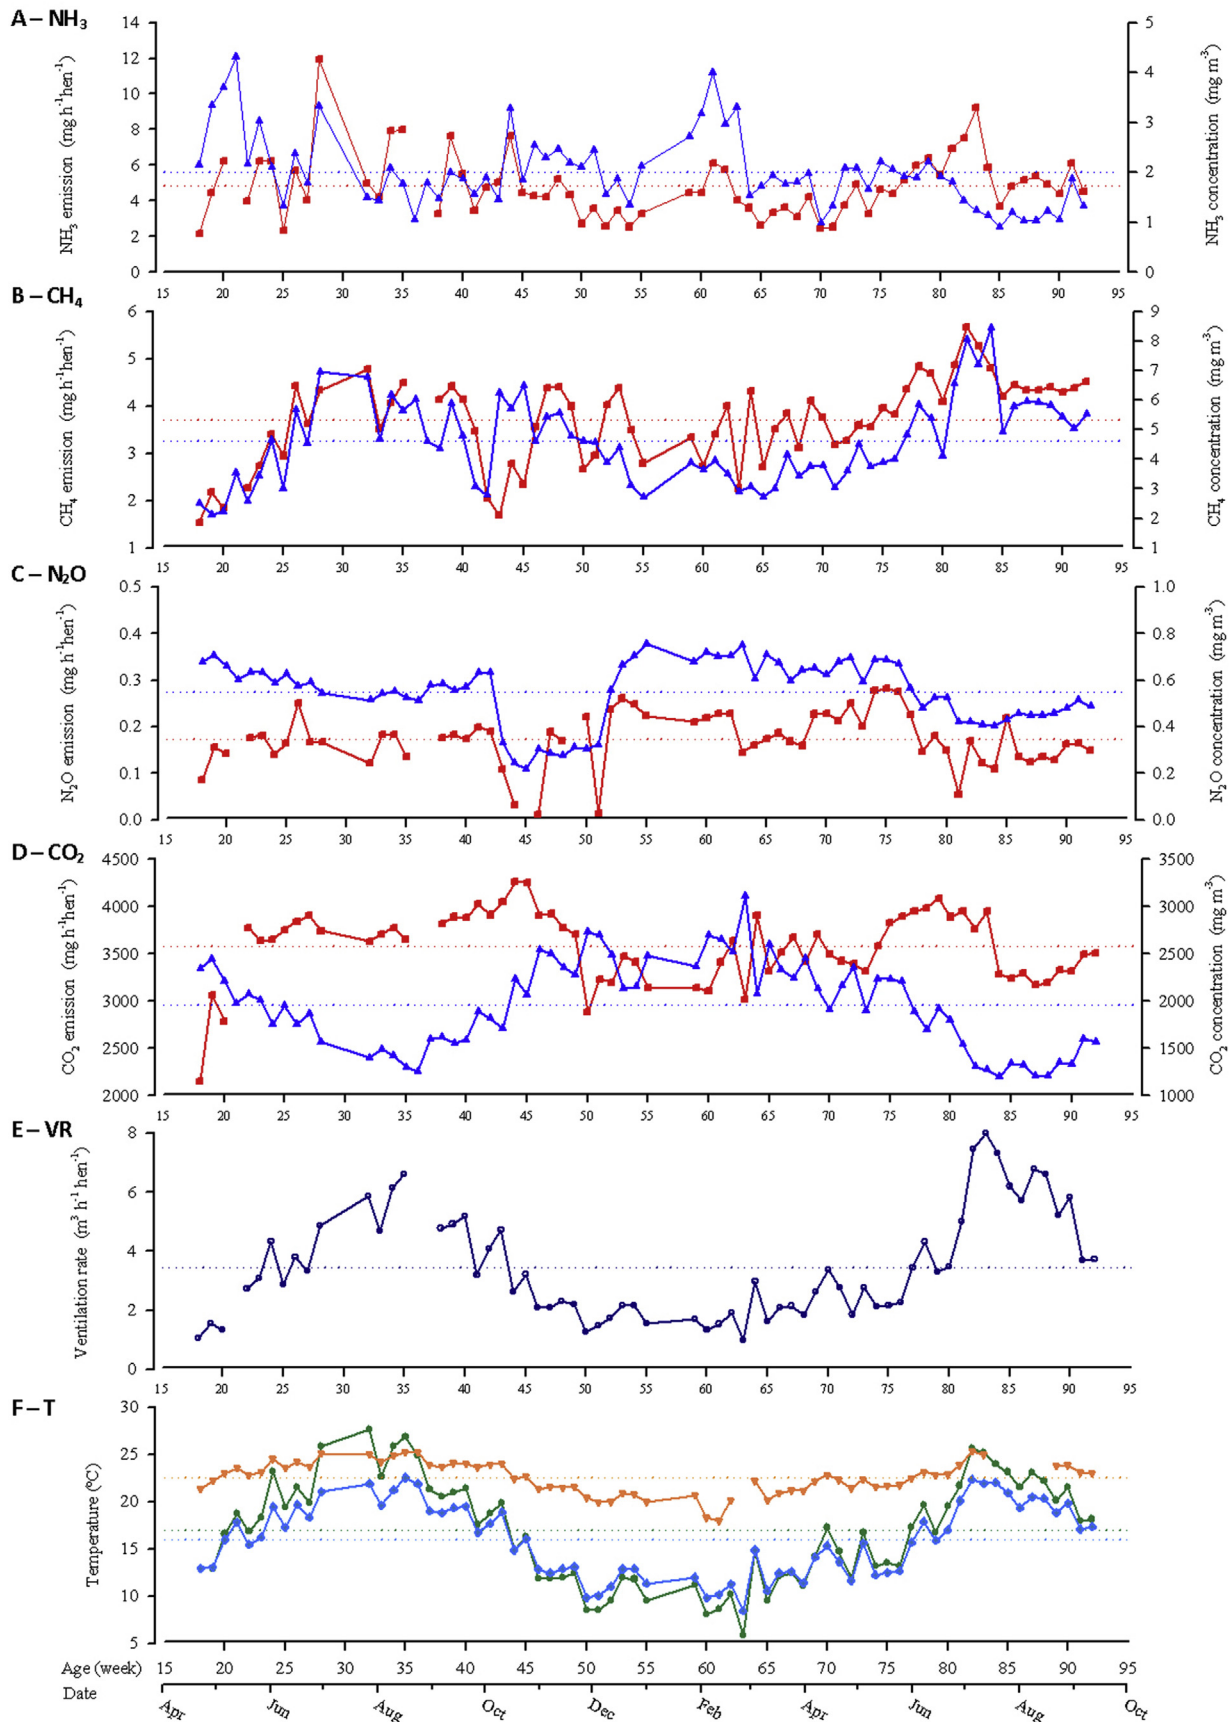 A – NH₃
NH₃ emission (mg h⁻¹hen⁻¹)
14
12
10
8
6
4
2
0
5
4
3
2
1
0
NH₃ concentration (mg m⁻³)
15 20 25 30 35 40 45 50 55 60 65 70 75 80 85 90 95
B – CH₄
CH₄ emission (mg h⁻¹hen⁻¹)
6
5
4
3
2
1
9
8
7
6
5
4
3
2
1
CH₄ concentration (mg m⁻³)
15 20 25 30 35 40 45 50 55 60 65 70 75 80 85 90 95
C – N₂O
N₂O emission (mg h⁻¹hen⁻¹)
0.5
0.4
0.3
0.2
0.1
0.0
1.0
0.8
0.6
0.4
0.2
0.0
N₂O concentration (mg m⁻³)
15 20 25 30 35 40 45 50 55 60 65 70 75 80 85 90 95
D – CO₂
CO₂ emission (mg h⁻¹hen⁻¹)
4500
4000
3500
3000
2500
2000
3500
3000
2500
2000
1500
1000
CO₂ concentration (mg m⁻³)
15 20 25 30 35 40 45 50 55 60 65 70 75 80 85 90 95
E – VR
Ventilation rate (m³ h⁻¹ hen⁻¹)
8
6
4
2
0
15 20 25 30 35 40 45 50 55 60 65 70 75 80 85 90 95
F – T
Temperature (ºC)
30
25
20
15
10
5
Age (week) 15 20 25 30 35 40 45 50 55 60 65 70 75 80 85 90 95
Date
Apr Jun Aug Oct Dec Feb Apr Jun Aug Oct